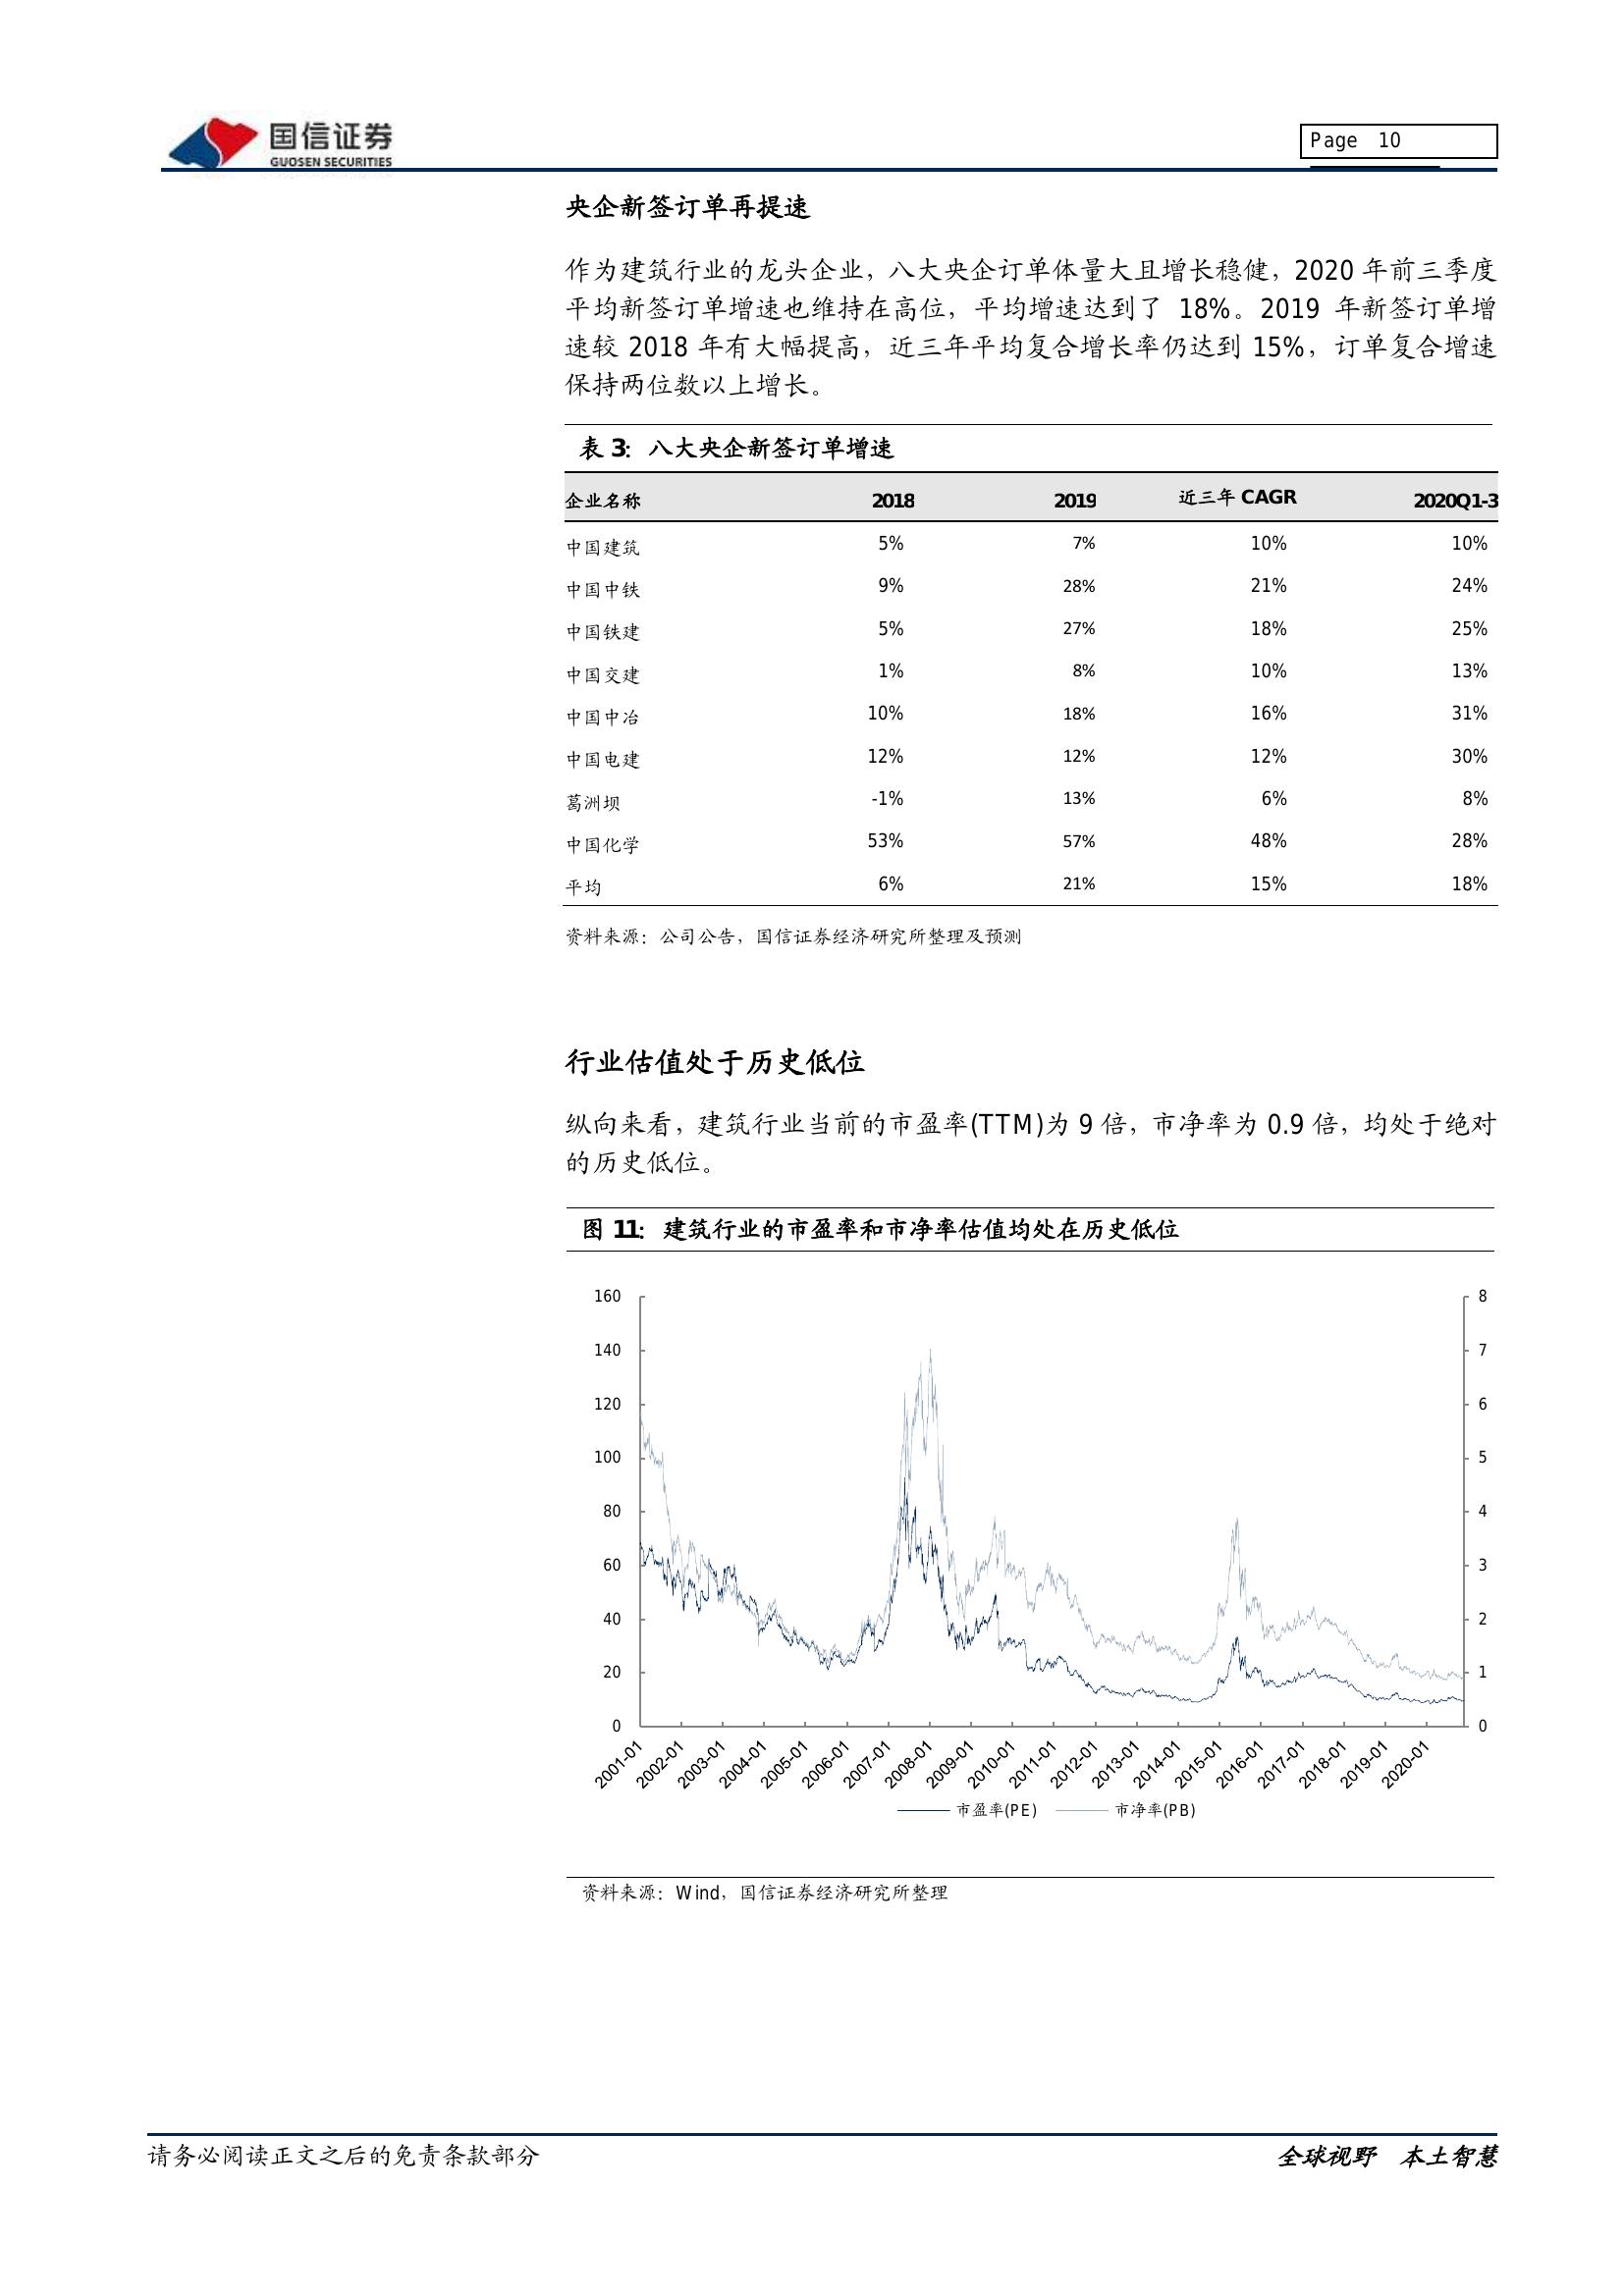 国信证券
GUOSEN SECURITIES
Page 10
央企新签订单再提速
作为建筑行业的龙头企业，八大央企订单体量大且增长稳健，2020 年前三季度
平均新签订单增速也维持在高位，平均增速达到了 18%。2019 年新签订单增
速较 2018 年有大幅提高，近三年平均复合增长率仍达到 15%，订单复合增速
保持两位数以上增长。
表 3：八大央企新签订单增速
企业名称 2018 2019 近三年 CAGR 2020Q1-3
中国建筑 5% 7% 10% 10%
中国中铁 9% 28% 21% 24%
中国铁建 5% 27% 18% 25%
中国交建 1% 8% 10% 13%
中国中冶 10% 18% 16% 31%
中国电建 12% 12% 12% 30%
葛洲坝 -1% 13% 6% 8%
中国化学 53% 57% 48% 28%
平均 6% 21% 15% 18%
资料来源：公司公告，国信证券经济研究所整理及预测
行业估值处于历史低位
纵向来看，建筑行业当前的市盈率(TTM)为 9 倍，市净率为 0.9 倍，均处于绝对
的历史低位。
图 11：建筑行业的市盈率和市净率估值均处在历史低位
160 8
140 7
120 6
100 5
80 4
60 3
40 2
20 1
0 0
2001-01 2002-01 2003-01 2004-01 2005-01 2006-01 2007-01 2008-01 2009-01 2010-01 2011-01 2012-01 2013-01 2014-01 2015-01 2016-01 2017-01 2018-01 2019-01 2020-01
市盈率(PE) 市净率(PB)
资料来源：Wind，国信证券经济研究所整理
请务必阅读正文之后的免责条款部分 全球视野 本土智慧